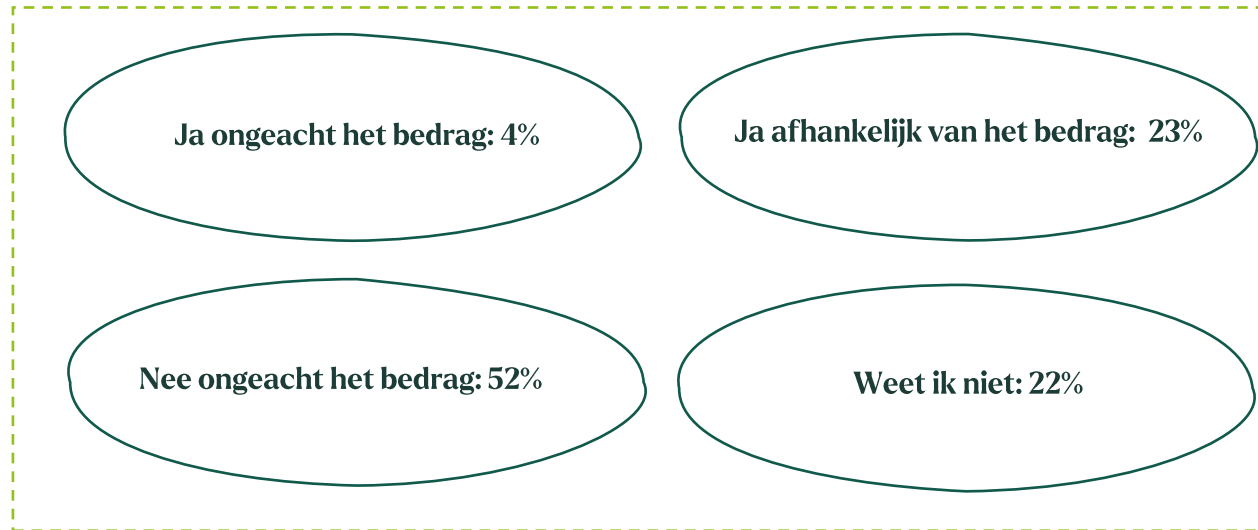 Ja ongeacht het bedrag: 4%
Ja afhankelijk van het bedrag: 23%
Nee ongeacht het bedrag: 52%
Weet ik niet: 22%